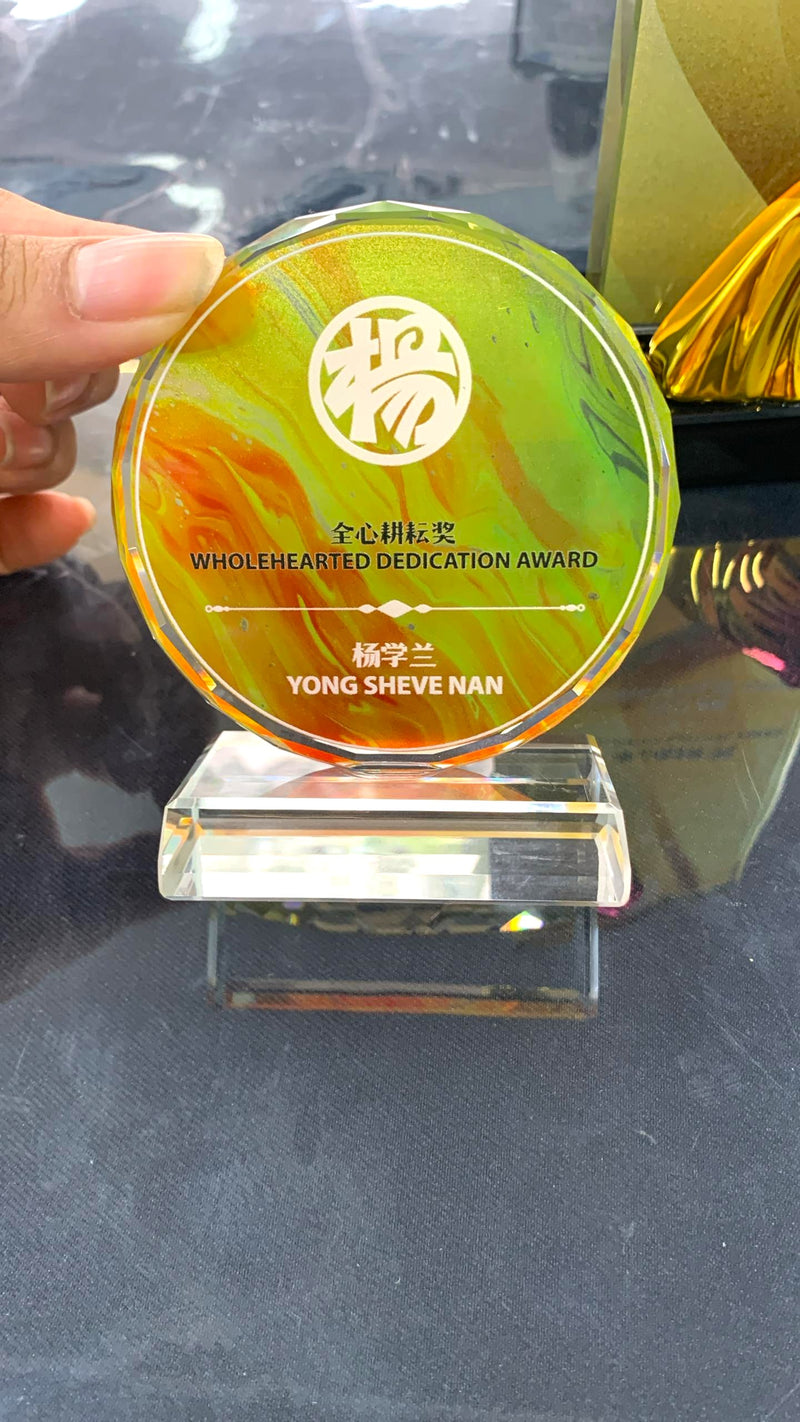 楊
全心耕耘奖
WHOLEHEARTED DEDICATION AWARD
杨学兰
YONG SHEVE NAN